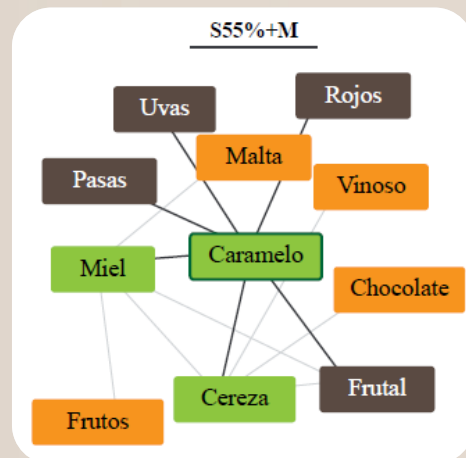 S55%+M
Uvas
Rojos
Malta
Pasas
Vinoso
Miel
Caramelo
Chocolate
Cereza
Frutal
Frutos